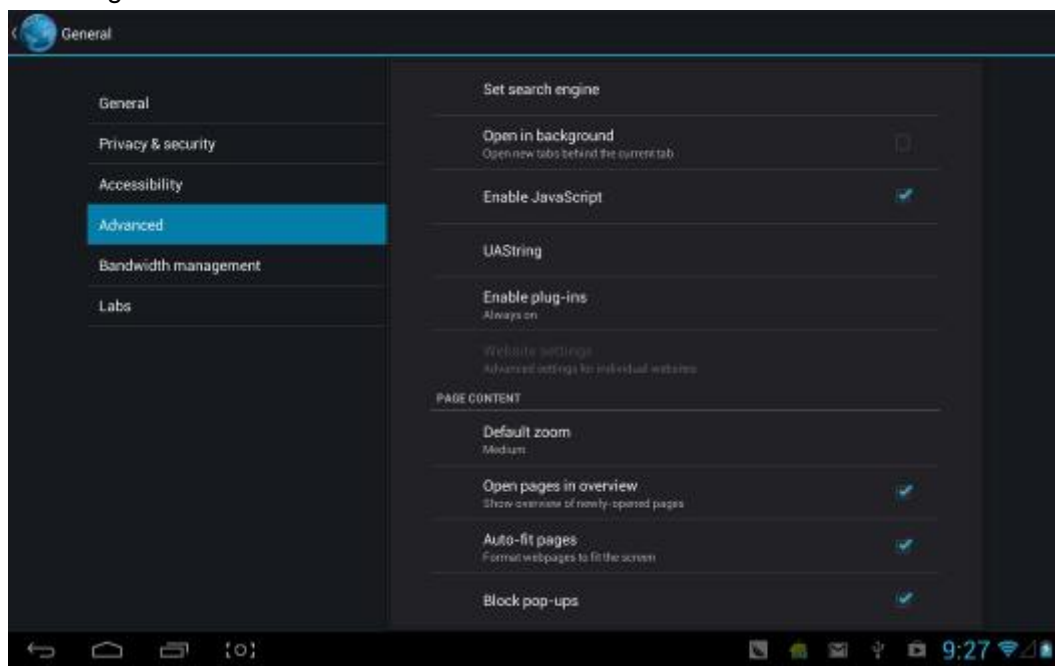 General
General
Privacy & security
Accessibility
Advanced
Bandwidth management
Labs
Set search engine
Open in background
Open new tabs behind the current tab
Enable JavaScript
UAString
Enable plug-ins
Always on
Website settings
Advanced settings for individual websites
PAGE CONTENT
Default zoom
Medium
Open pages in overview
Show overview of newly-opened pages
Auto-fit pages
Format webpages to fit the screen
Block pop-ups
9:27